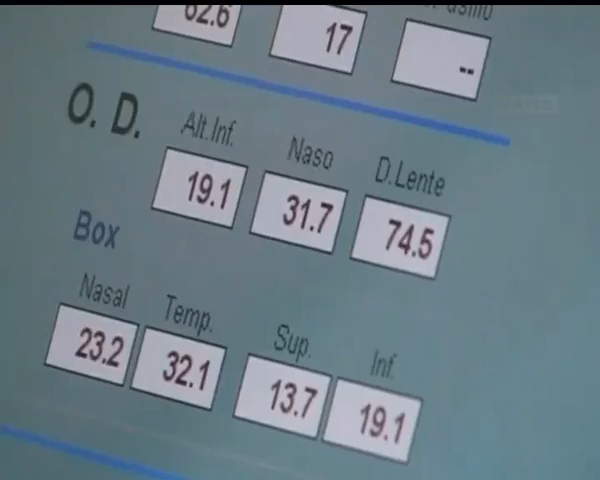 62.6 17 --
O. D.
Alt.Inf. Naso D.Lente
19.1 31.7 74.5
Box
Nasal Temp. Sup. Inf.
23.2 32.1 13.7 19.1